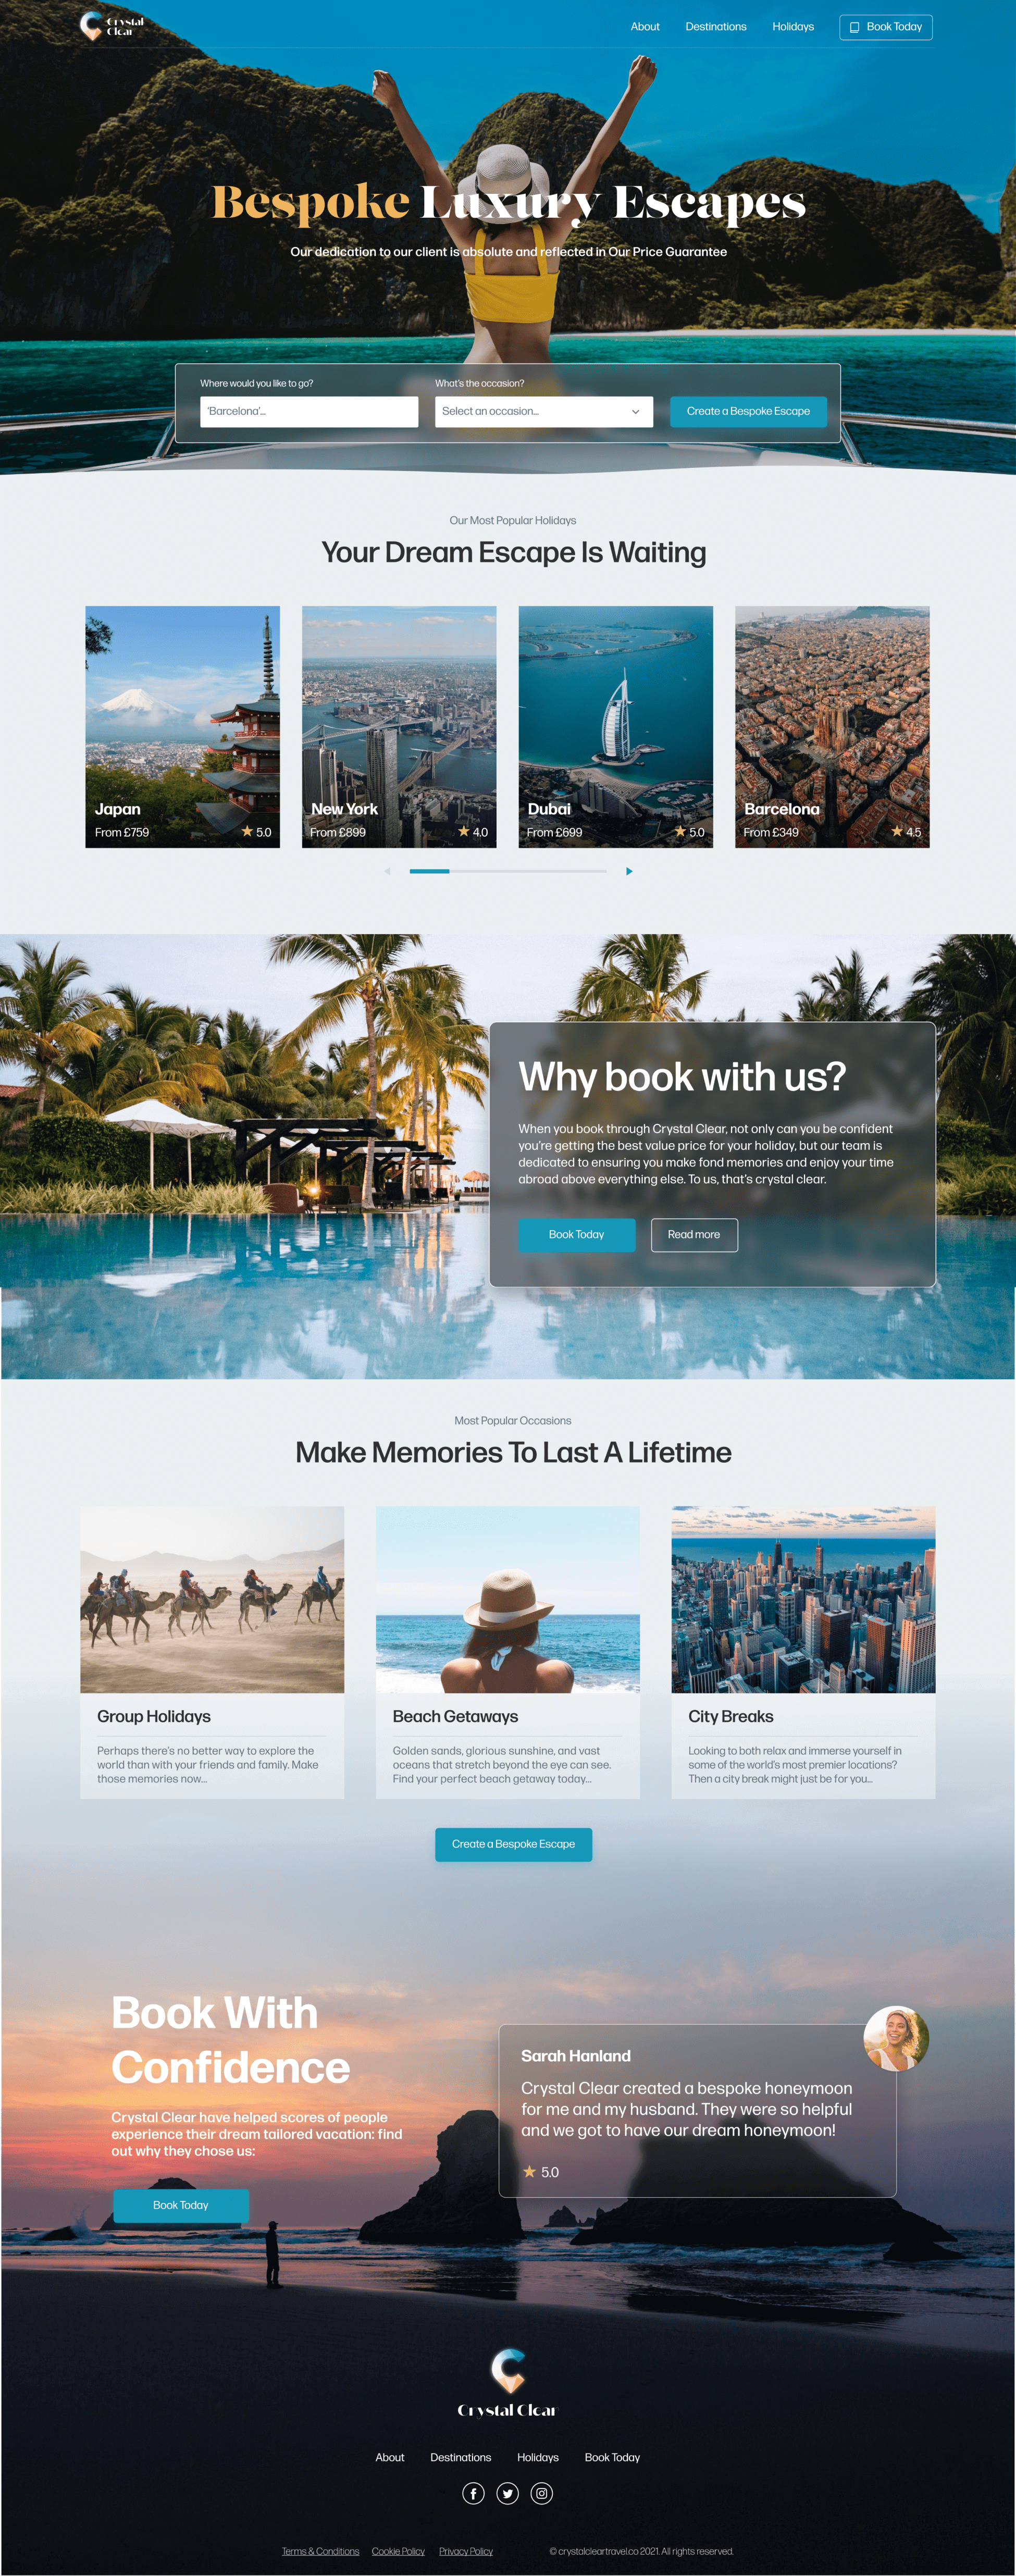 Crystal
Clear
About
Destinations
Holidays
Book Today
Bespoke Luxury Escapes
Our dedication to our client is absolute and reflected in Our Price Guarantee
Where would you like to go?
What's the occasion?
'Barcelona'...
Select an occasion...
Create a Bespoke Escape
Our Most Popular Holidays
Your Dream Escape Is Waiting
Japan
From £759
5.0
New York
From £899
4.0
Dubai
From £699
5.0
Barcelona
From £349
4.5
Why book with us?
When you book through Crystal Clear, not only can you be confident
you're getting the best value price for your holiday, but our team is
dedicated to ensuring you make fond memories and enjoy your time
abroad above everything else. To us, that's crystal clear.
Book Today
Read more
Most Popular Occasions
Make Memories To Last A Lifetime
Group Holidays
Perhaps there's no better way to explore the
world than with your friends and family. Make
those memories now...
Beach Getaways
Golden sands, glorious sunshine, and vast
oceans that stretch beyond the eye can see.
Find your perfect beach getaway today...
City Breaks
Looking to both relax and immerse yourself in
some of the world's most premier locations?
Then a city break might just be for you...
Create a Bespoke Escape
Book With
Confidence
Crystal Clear have helped scores of people
experience their dream tailored vacation: find
out why they chose us:
Book Today
Sarah Hanland
Crystal Clear created a bespoke honeymoon
for me and my husband. They were so helpful
and we got to have our dream honeymoon!
5.0
Crystal Clear
About
Destinations
Holidays
Book Today
Terms & Conditions
Cookie Policy
Privacy Policy
© crystalcleartravel.co 2021. All rights reserved.